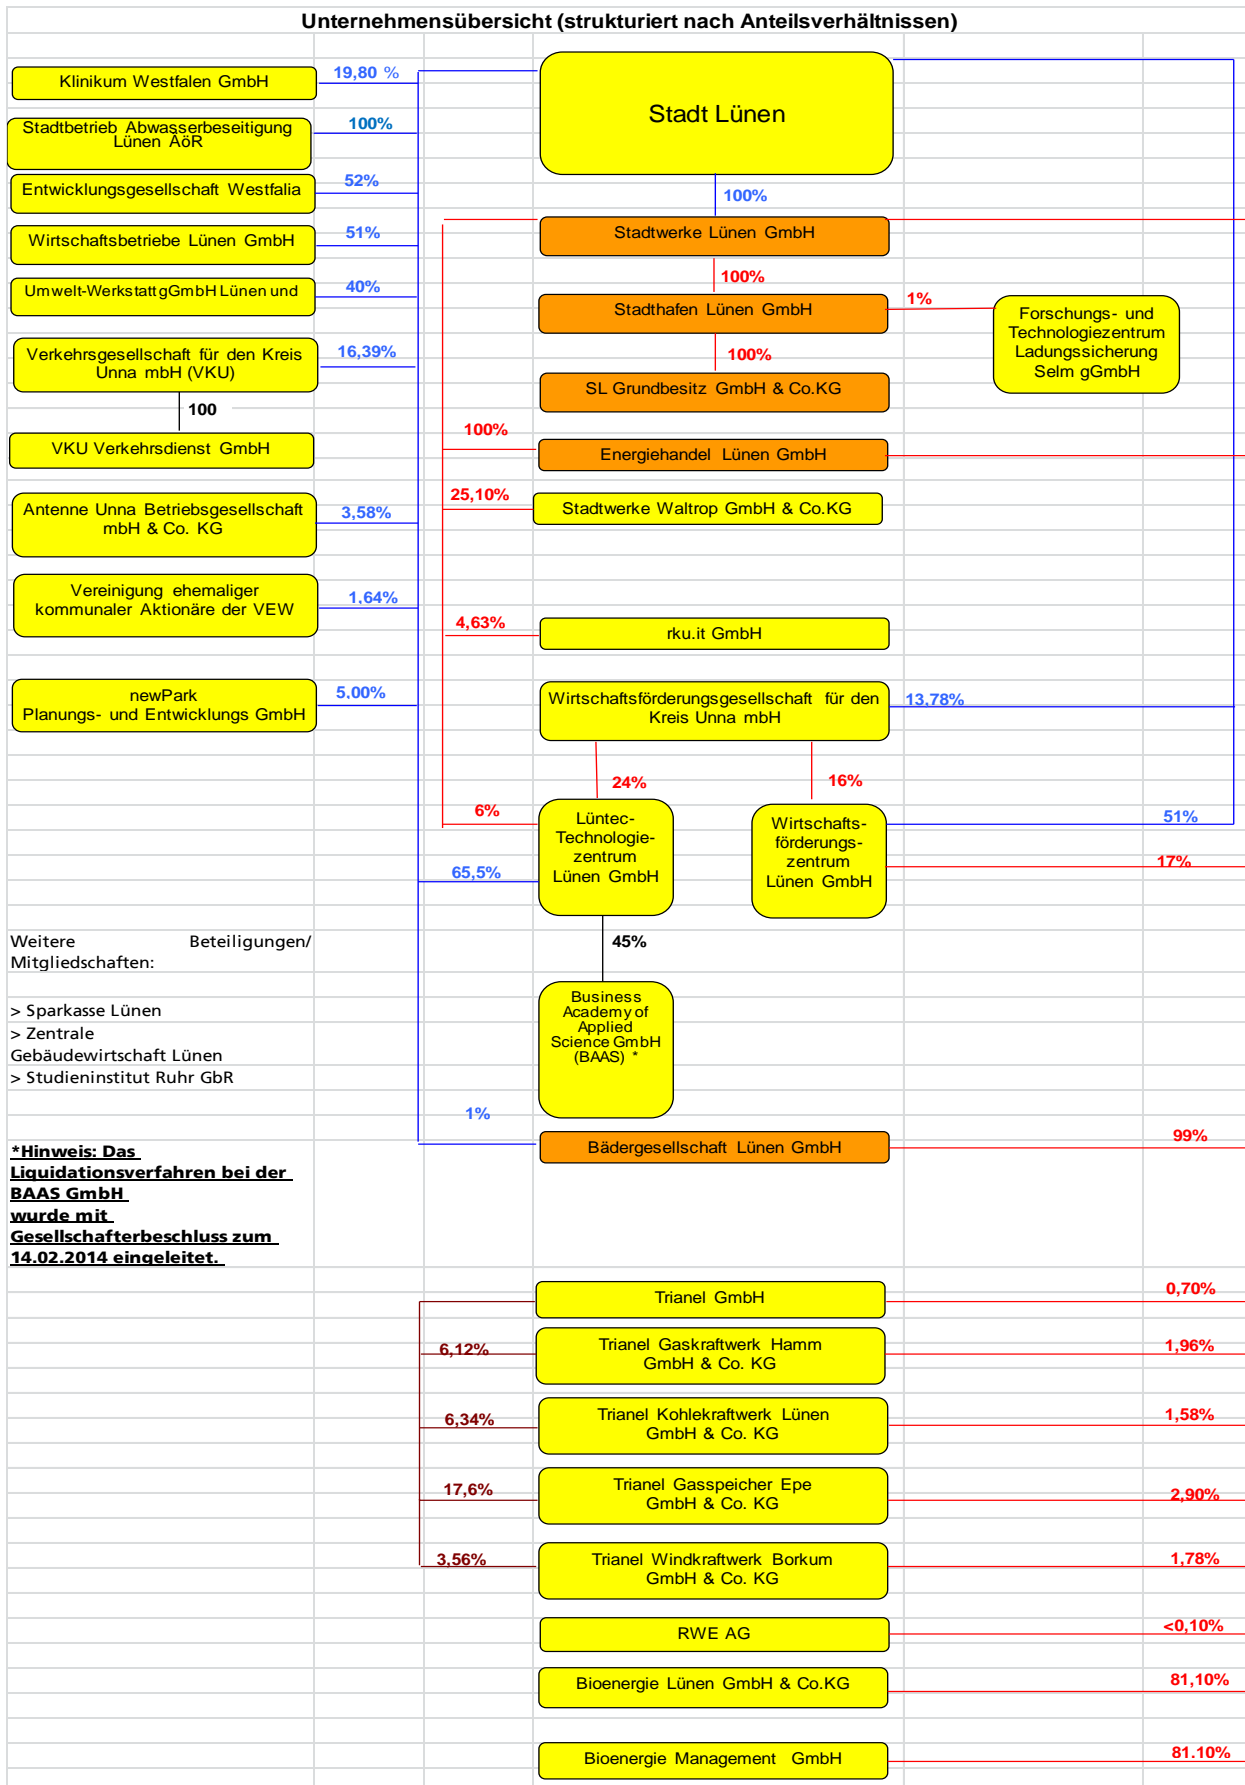 Unternehmensübersicht (strukturiert nach Anteilsverhältnissen)
Klinikum Westfalen GmbH
19,80 %
Stadtbetrieb Abwasserbeseitigung
Lünen AöR
100%
Entwicklungsgesellschaft Westfalia
52%
Wirtschaftsbetriebe Lünen GmbH
51%
Umwelt-Werkstatt gGmbH Lünen und
40%
Verkehrsgesellschaft für den Kreis
Unna mbH (VKU)
16,39%
100
VKU Verkehrsdienst GmbH
Antenne Unna Betriebsgesellschaft
mbH & Co. KG
3,58%
Vereinigung ehemaliger
kommunaler Aktionäre der VEW
1,64%
newPark
Planungs- und Entwicklungs GmbH
5,00%
Stadt Lünen
100%
Stadtwerke Lünen GmbH
100%
Stadthafen Lünen GmbH
1%
Forschungs- und
Technologiezentrum
Ladungssicherung
Selm gGmbH
100%
SL Grundbesitz GmbH & Co.KG
100%
Energiehandel Lünen GmbH
25,10%
Stadtwerke Waltrop GmbH & Co.KG
4,63%
rku.it GmbH
Wirtschaftsförderungsgesellschaft für den
Kreis Unna mbH
13,78%
24%
16%
6%
Lüntec-
Technologie-
zentrum
Lünen GmbH
65,5%
Wirtschafts-
förderungs-
zentrum
Lünen GmbH
51%
17%
45%
Business
Academy of
Applied
Science GmbH
(BAAS) *
Weitere Beteiligungen/
Mitgliedschaften:
> Sparkasse Lünen
> Zentrale
Gebäudewirtschaft Lünen
> Studieninstitut Ruhr GbR
1%
Bädergesellschaft Lünen GmbH
99%
*Hinweis: Das
Liquidationsverfahren bei der
BAAS GmbH
wurde mit
Gesellschafterbeschluss zum
14.02.2014 eingeleitet.
Trianel GmbH
0,70%
6,12%
Trianel Gaskraftwerk Hamm
GmbH & Co. KG
1,96%
6,34%
Trianel Kohlekraftwerk Lünen
GmbH & Co. KG
1,58%
17,6%
Trianel Gasspeicher Epe
GmbH & Co. KG
2,90%
3,56%
Trianel Windkraftwerk Borkum
GmbH & Co. KG
1,78%
RWE AG
<0,10%
Bioenergie Lünen GmbH & Co.KG
81,10%
Bioenergie Management GmbH
81.10%